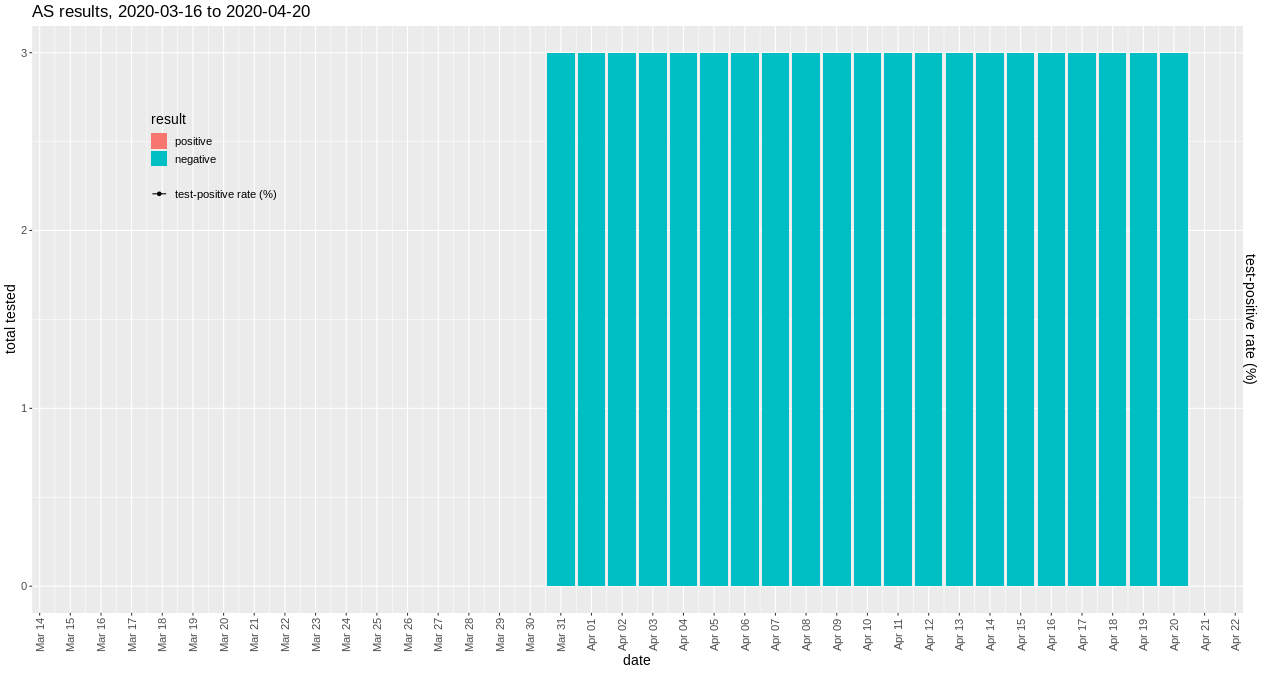 AS results, 2020-03-16 to 2020-04-20
3
2
1
0
total tested
result
positive
negative
test-positive rate (%)
test-positive rate (%)
Mar 14
Mar 15
Mar 16
Mar 17
Mar 18
Mar 19
Mar 20
Mar 21
Mar 22
Mar 23
Mar 24
Mar 25
Mar 26
Mar 27
Mar 28
Mar 29
Mar 30
Mar 31
Apr 01
Apr 02
Apr 03
Apr 04
Apr 05
Apr 06
Apr 07
Apr 08
Apr 09
Apr 10
Apr 11
Apr 12
Apr 13
Apr 14
Apr 15
Apr 16
Apr 17
Apr 18
Apr 19
Apr 20
Apr 21
Apr 22
date